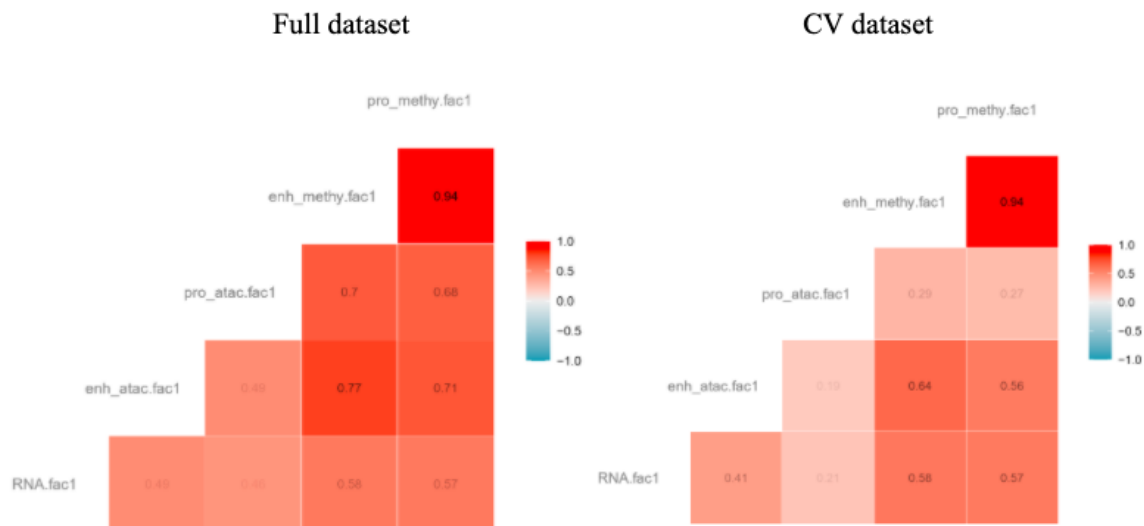 Full dataset
CV dataset
pro_methy.fac1
enh_methy.fac1
0.94
pro_atac.fac1
0.7 0.68
enh_atac.fac1
0.49 0.77 0.71
RNA.fac1
0.49 0.48 0.58 0.57
1.0
0.5
0.0
−0.5
−1.0
pro_methy.fac1
enh_methy.fac1
0.94
pro_atac.fac1
0.29 0.27
enh_atac.fac1
0.19 0.64 0.56
RNA.fac1
0.41 0.21 0.58 0.57
1.0
0.5
0.0
−0.5
−1.0